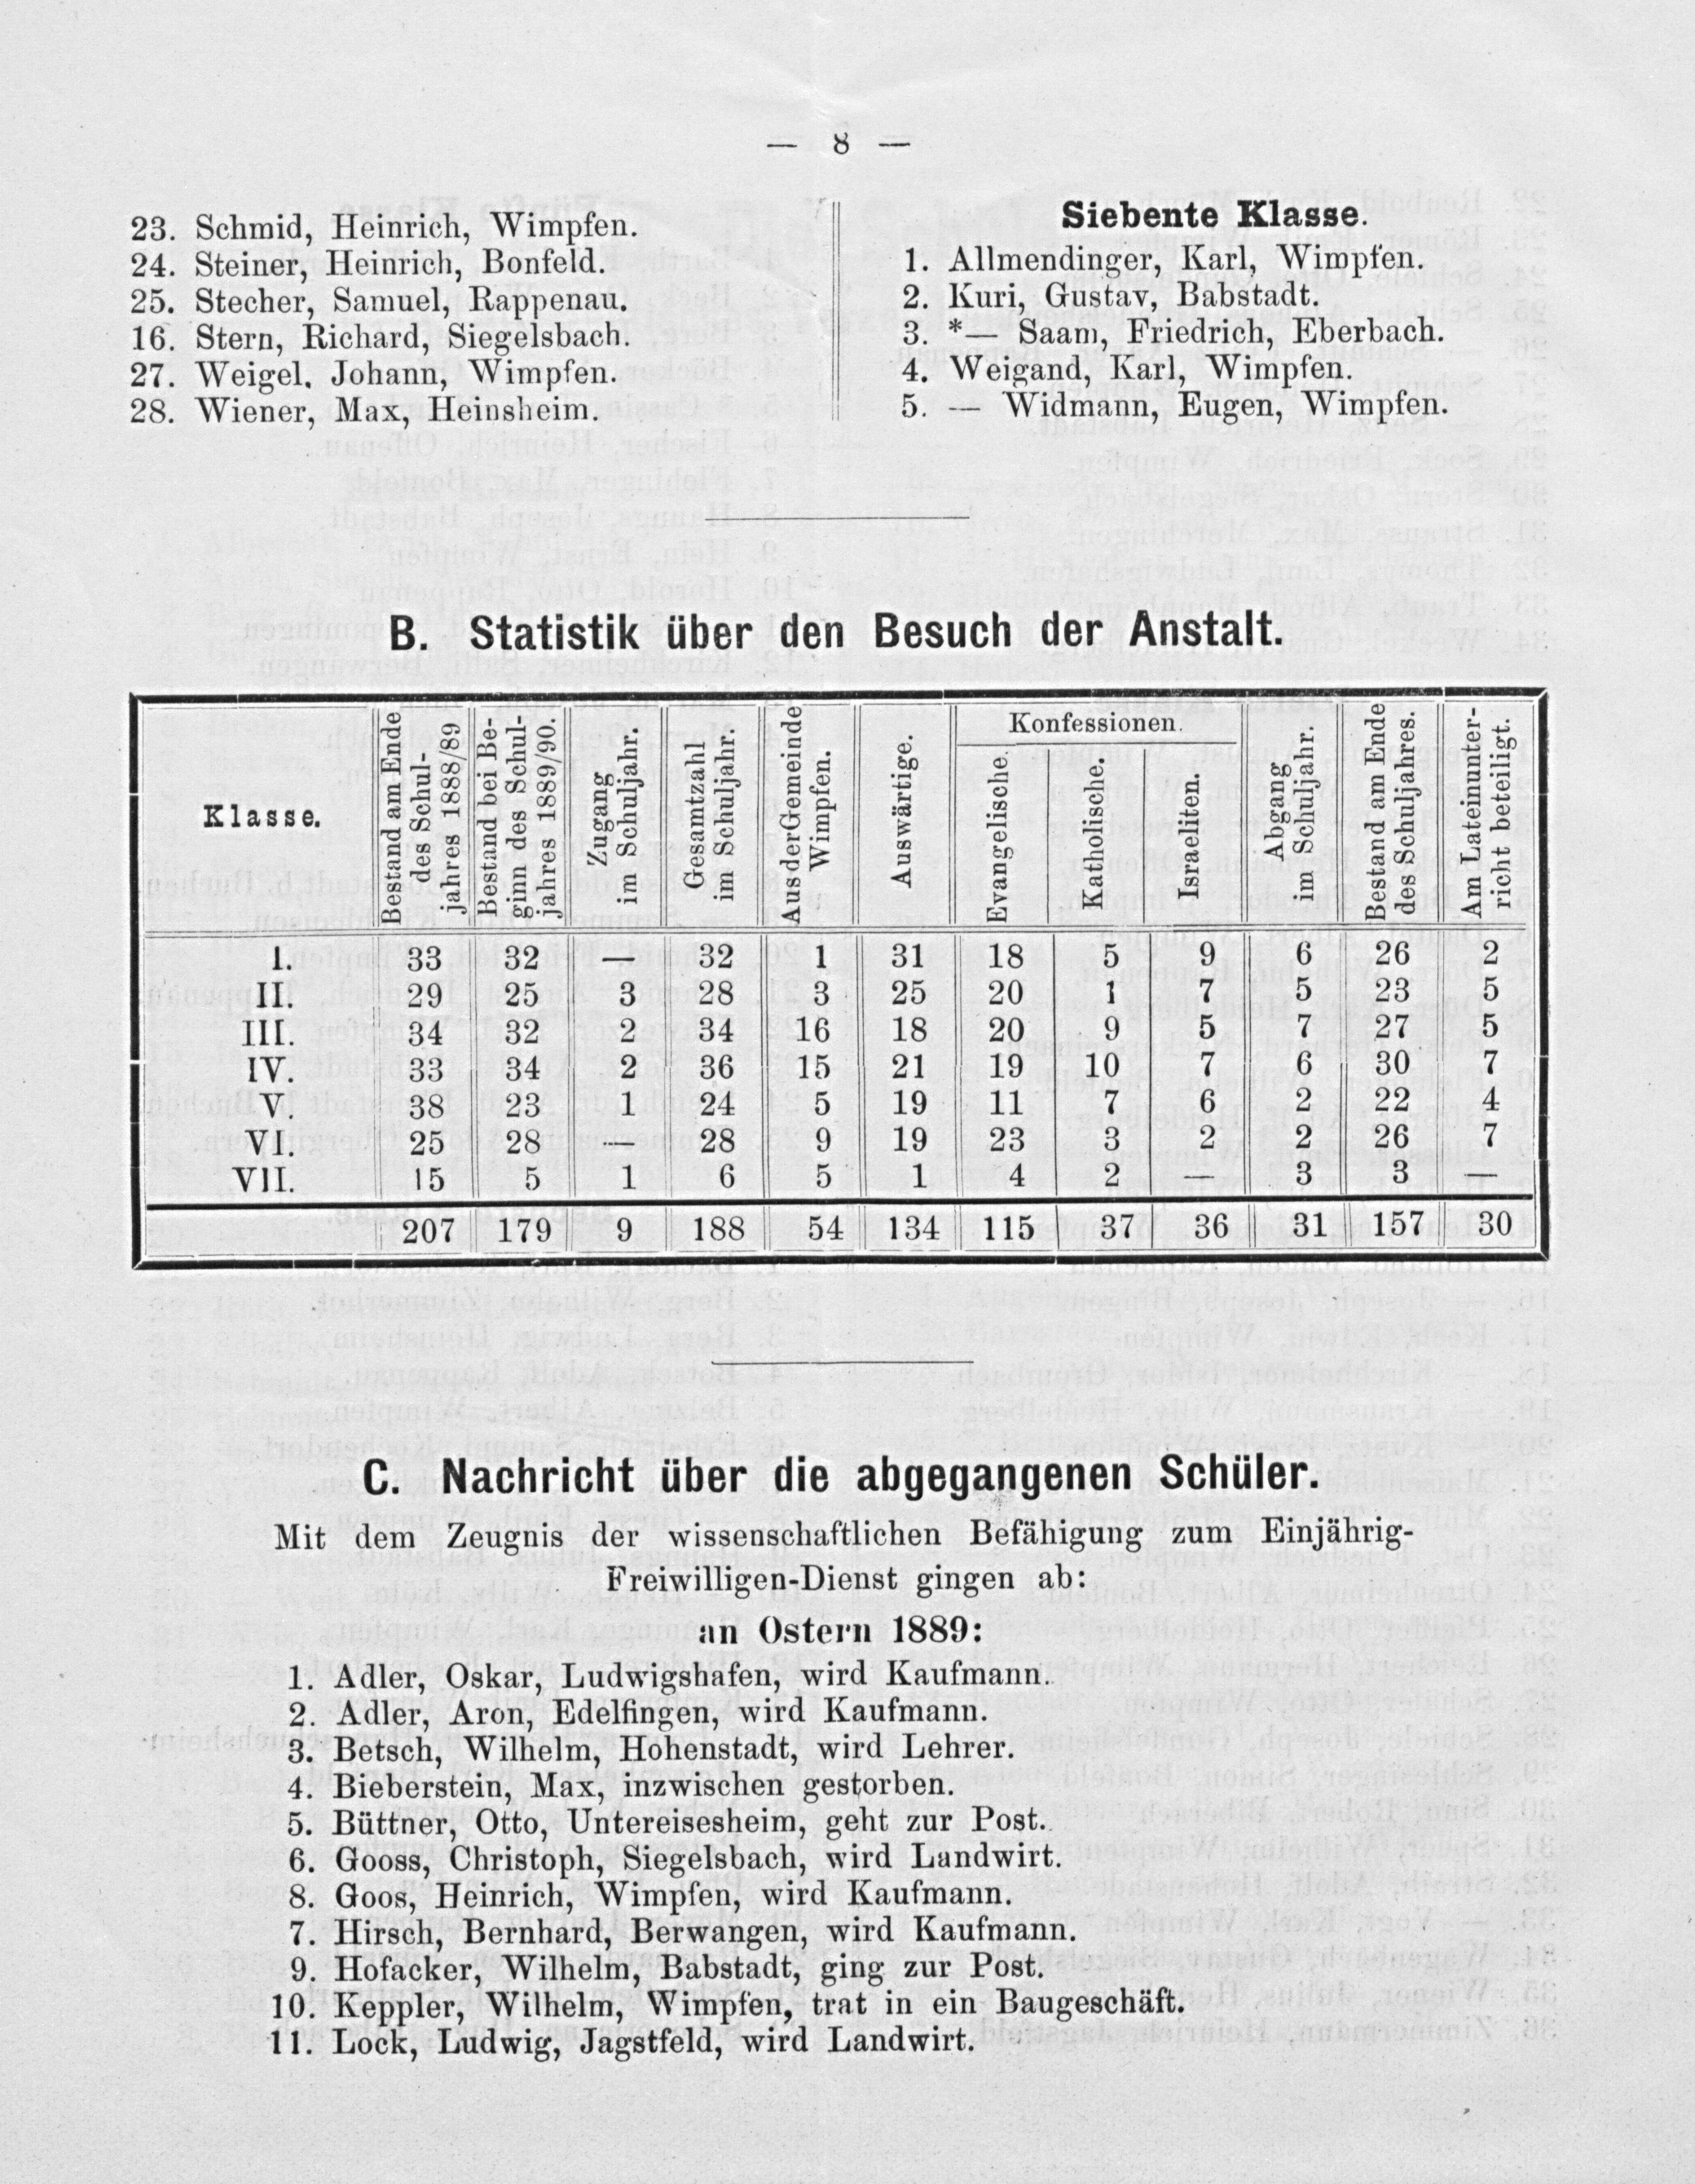 — 8 —
23. Schmid, Heinrich, Wimpfen.
24. Steiner, Heinrich, Bonfeld.
25. Stecher, Samuel, Rappenau.
16. Stern, Richard, Siegelsbach.
27. Weigel, Johann, Wimpfen.
28. Wiener, Max, Heinsheim.
Siebente Klasse.
1. Allmendinger, Karl, Wimpfen.
2. Kuri, Gustav, Babstadt.
3. *— Saam, Friedrich, Eberbach.
4. Weigand, Karl, Wimpfen.
5. — Widmann, Eugen, Wimpfen.
B. Statistik über den Besuch der Anstalt.
Klasse.
Bestand am Ende
des Schul-
jahres 1888/89
Bestand bei Be-
ginn des Schul-
jahres 1889/90.
Zugang
im Schuljahr.
Gesamtzahl
im Schuljahr.
Aus der Gemeinde
Wimpfen.
Auswärtige.
Konfessionen.
Evangelische.
Katholische.
Israeliten.
Abgang
im Schuljahr.
Bestand am Ende
des Schuljahres.
Am Lateinunter-
richt beteiligt.
I. 33 32 — 32 1 31 18 5 9 6 26 2
II. 29 25 3 28 3 25 20 1 7 5 23 5
III. 34 32 2 34 16 18 20 9 5 7 27 5
IV. 33 34 2 36 15 21 19 10 7 6 30 7
V. 38 23 1 24 5 19 11 7 6 2 22 4
VI. 25 28 — 28 9 19 23 3 2 2 26 7
VII. 15 5 1 6 5 1 4 2 — 3 3 —
207 179 9 188 54 134 115 37 36 31 157 30
C. Nachricht über die abgegangenen Schüler.
Mit dem Zeugnis der wissenschaftlichen Befähigung zum Einjährig-
Freiwilligen-Dienst gingen ab:
an Ostern 1889:
1. Adler, Oskar, Ludwigshafen, wird Kaufmann.
2. Adler, Aron, Edelfingen, wird Kaufmann.
3. Betsch, Wilhelm, Hohenstadt, wird Lehrer.
4. Bieberstein, Max, inzwischen gestorben.
5. Büttner, Otto, Untereisesheim, geht zur Post.
6. Gooss, Christoph, Siegelsbach, wird Landwirt.
8. Goos, Heinrich, Wimpfen, wird Kaufmann.
7. Hirsch, Bernhard, Berwangen, wird Kaufmann.
9. Hofacker, Wilhelm, Babstadt, ging zur Post.
10. Keppler, Wilhelm, Wimpfen, trat in ein Baugeschäft.
11. Lock, Ludwig, Jagstfeld, wird Landwirt.